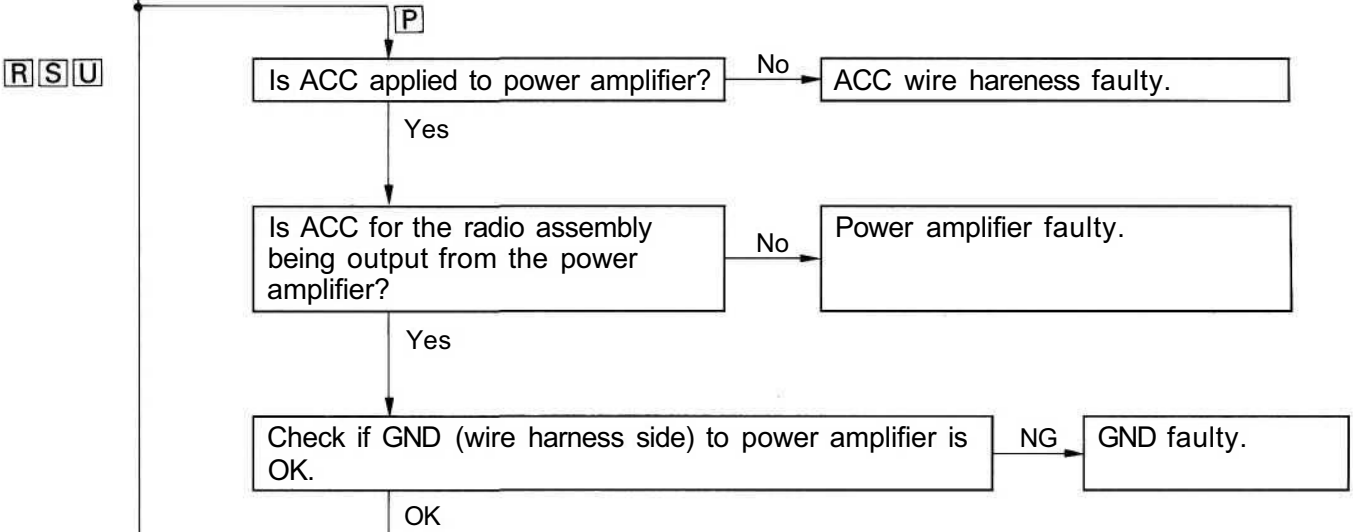 P
R S U
Is ACC applied to power amplifier?
No
ACC wire hareness faulty.
Yes
Is ACC for the radio assembly
being output from the power
amplifier?
No
Power amplifier faulty.
Yes
Check if GND (wire harness side) to power amplifier is
OK.
NG
GND faulty.
OK